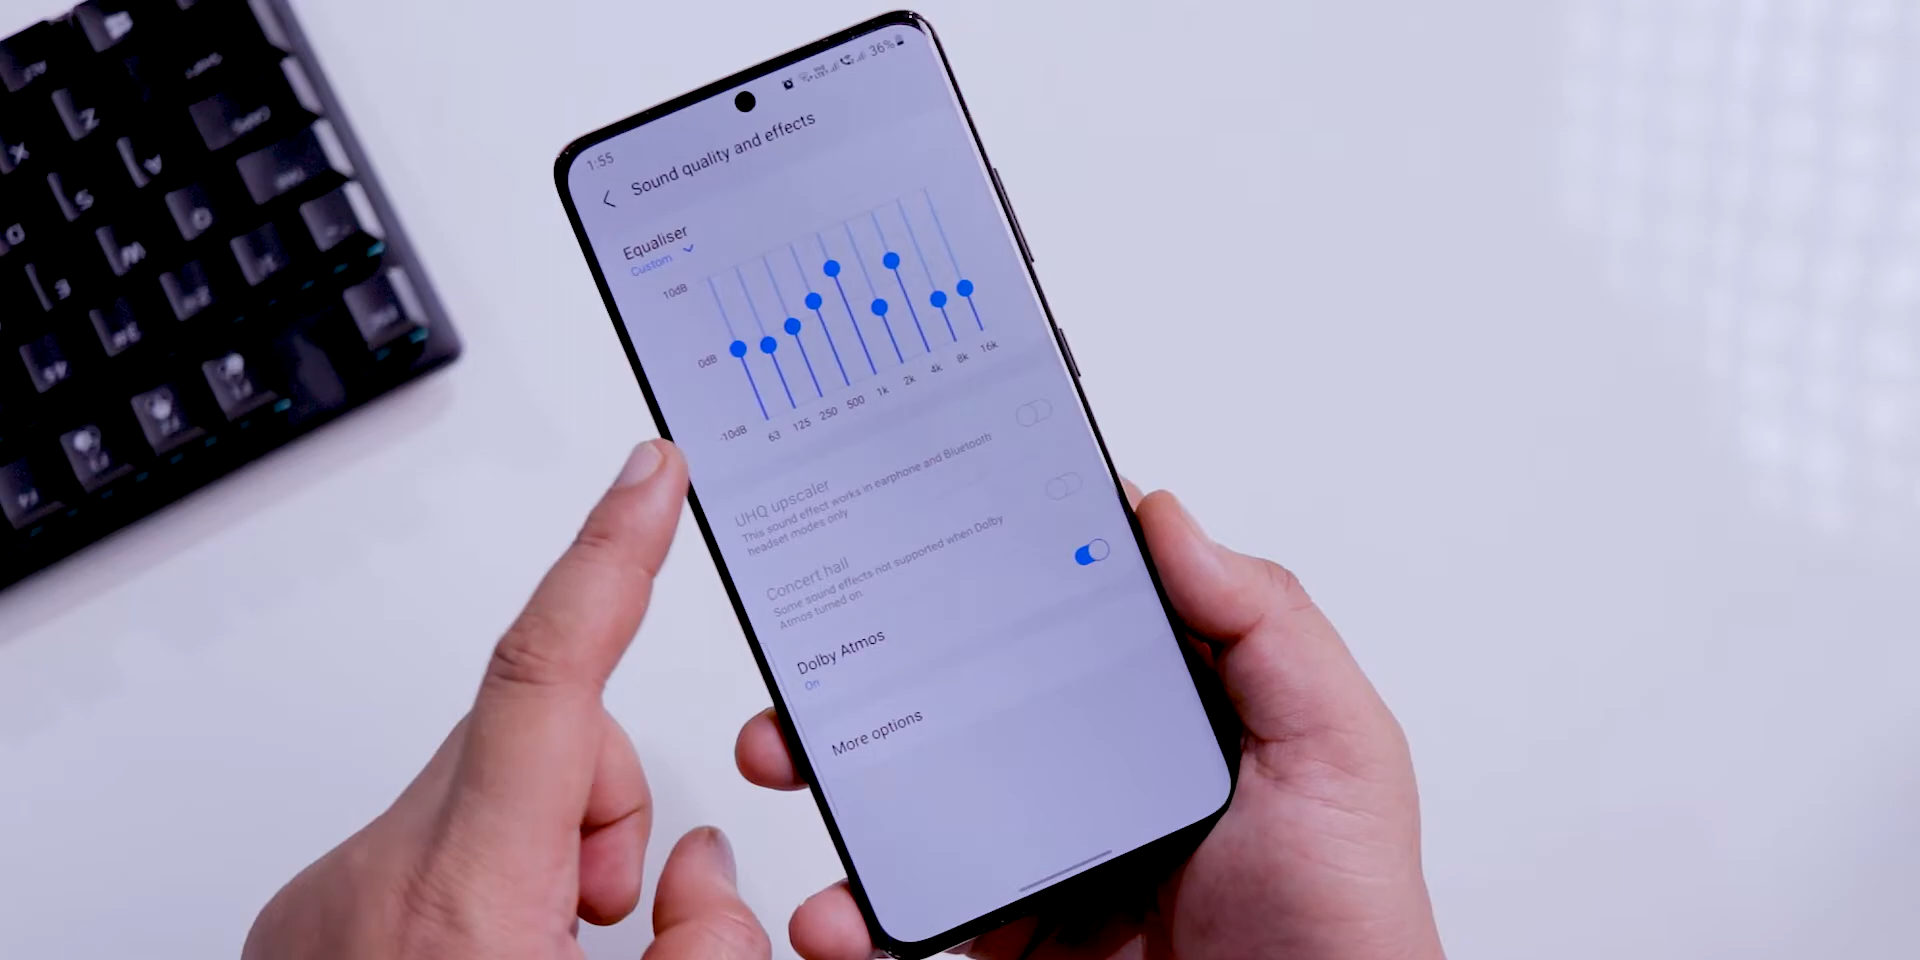 1:55
36%
Sound quality and effects
Equaliser
Custom
10dB
0dB
-10dB
63 125 250 500 1k 2k 4k 8k 16k
UHQ upscaler
This sound effect works in earphone and Bluetooth
headset modes only
Concert hall
Some sound effects not supported when Dolby
Atmos turned on.
Dolby Atmos
On
More options